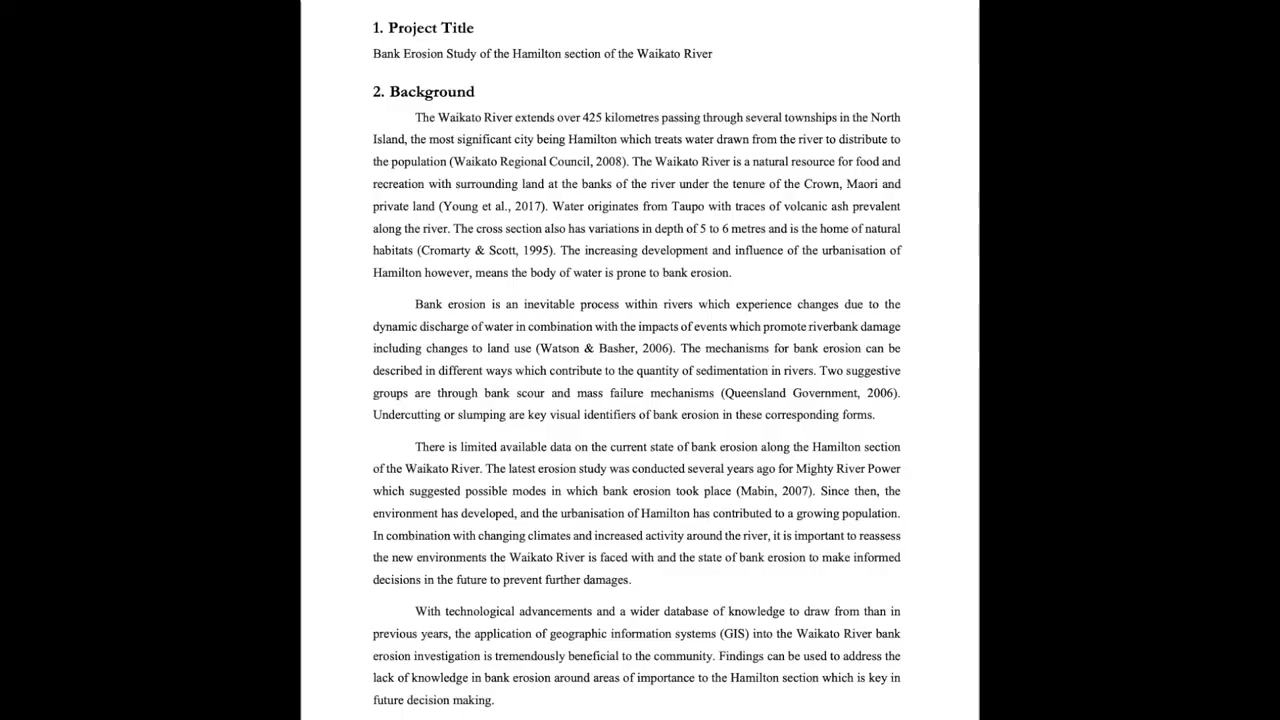 1. Project Title
Bank Erosion Study of the Hamilton section of the Waikato River
2. Background
The Waikato River extends over 425 kilometres passing through several townships in the North
Island, the most significant city being Hamilton which treats water drawn from the river to distribute to
the population (Waikato Regional Council, 2008). The Waikato River is a natural resource for food and
recreation with surrounding land at the banks of the river under the tenure of the Crown, Maori and
private land (Young et al., 2017). Water originates from Taupo with traces of volcanic ash prevalent
along the river. The cross section also has variations in depth of 5 to 6 metres and is the home of natural
habitats (Cromarty & Scott, 1995). The increasing development and influence of the urbanisation of
Hamilton however, means the body of water is prone to bank erosion.
Bank erosion is an inevitable process within rivers which experience changes due to the
dynamic discharge of water in combination with the impacts of events which promote riverbank damage
including changes to land use (Watson & Basher, 2006). The mechanisms for bank erosion can be
described in different ways which contribute to the quantity of sedimentation in rivers. Two suggestive
groups are through bank scour and mass failure mechanisms (Queensland Government, 2006).
Undercutting or slumping are key visual identifiers of bank erosion in these corresponding forms.
There is limited available data on the current state of bank erosion along the Hamilton section
of the Waikato River. The latest erosion study was conducted several years ago for Mighty River Power
which suggested possible modes in which bank erosion took place (Mabin, 2007). Since then, the
environment has developed, and the urbanisation of Hamilton has contributed to a growing population.
In combination with changing climates and increased activity around the river, it is important to reassess
the new environments the Waikato River is faced with and the state of bank erosion to make informed
decisions in the future to prevent further damages.
With technological advancements and a wider database of knowledge to draw from than in
previous years, the application of geographic information systems (GIS) into the Waikato River bank
erosion investigation is tremendously beneficial to the community. Findings can be used to address the
lack of knowledge in bank erosion around areas of importance to the Hamilton section which is key in
future decision making.